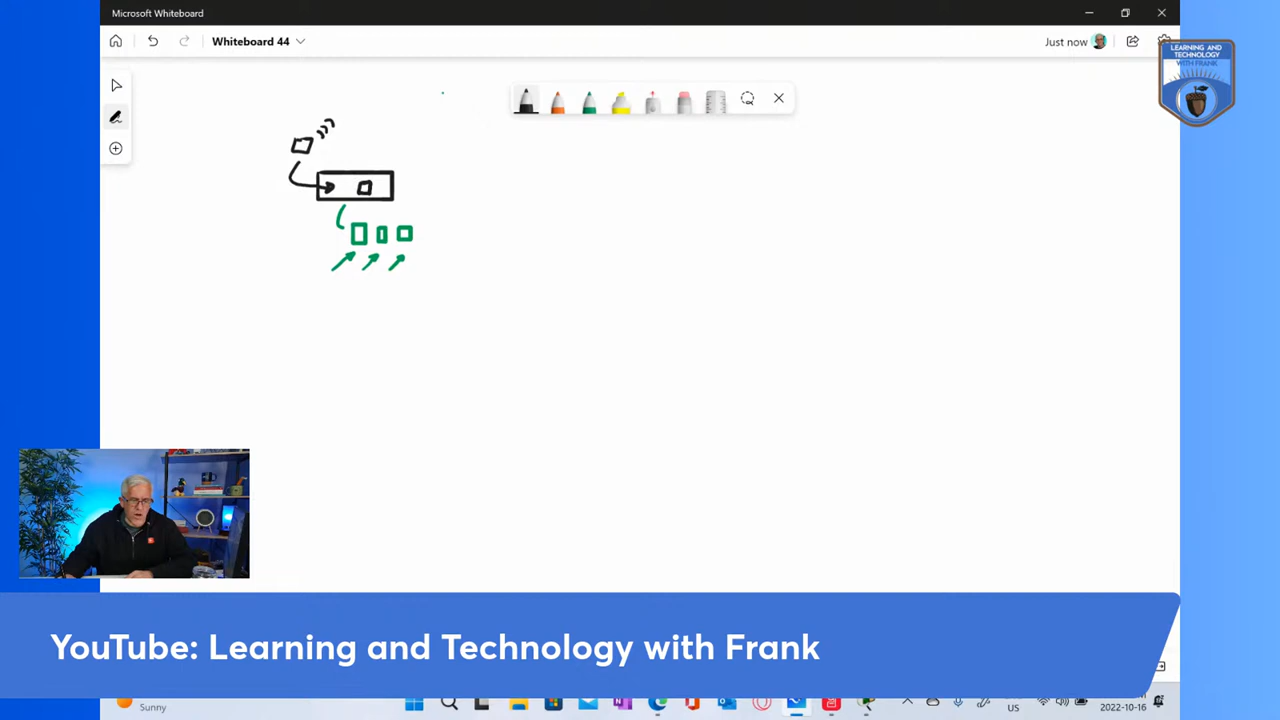 Microsoft Whiteboard
Whiteboard 44
Just now
LEARNING AND
TECHNOLOGY
WITH FRANK
YouTube: Learning and Technology with Frank
Sunny
US
2022-10-16